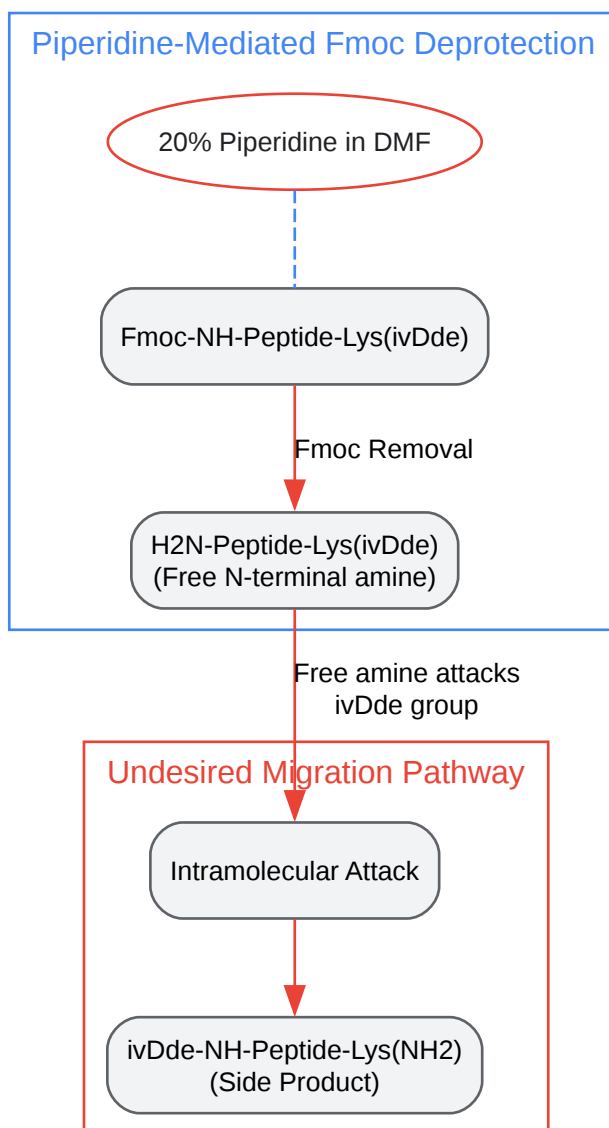 Piperidine-Mediated Fmoc Deprotection
20% Piperidine in DMF
Fmoc-NH-Peptide-Lys(ivDde)
Fmoc Removal
H2N-Peptide-Lys(ivDde)
(Free N-terminal amine)
Free amine attacks
ivDde group
Undesired Migration Pathway
Intramolecular Attack
ivDde-NH-Peptide-Lys(NH2)
(Side Product)